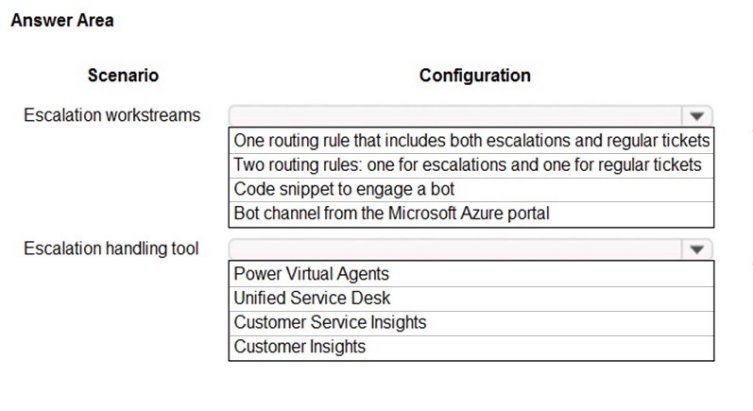 Answer Area
Scenario Configuration
Escalation workstreams
One routing rule that includes both escalations and regular tickets
Two routing rules: one for escalations and one for regular tickets
Code snippet to engage a bot
Bot channel from the Microsoft Azure portal
Escalation handling tool
Power Virtual Agents
Unified Service Desk
Customer Service Insights
Customer Insights